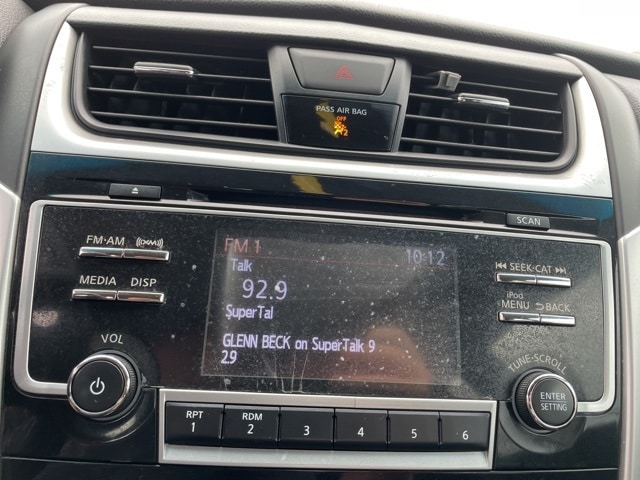 PASS AIR BAG
OFF
2
SCAN
FM·AM
((XM))
MEDIA DISP
VOL
FM 1
10:12
Talk
92.9
SuperTal
GLENN BECK on SuperTalk 9
2.9
SEEK·CAT
iPod
MENU BACK
TUNE·SCROLL
ENTER
SETTING
RPT
1
RDM
2
3
4
5
6